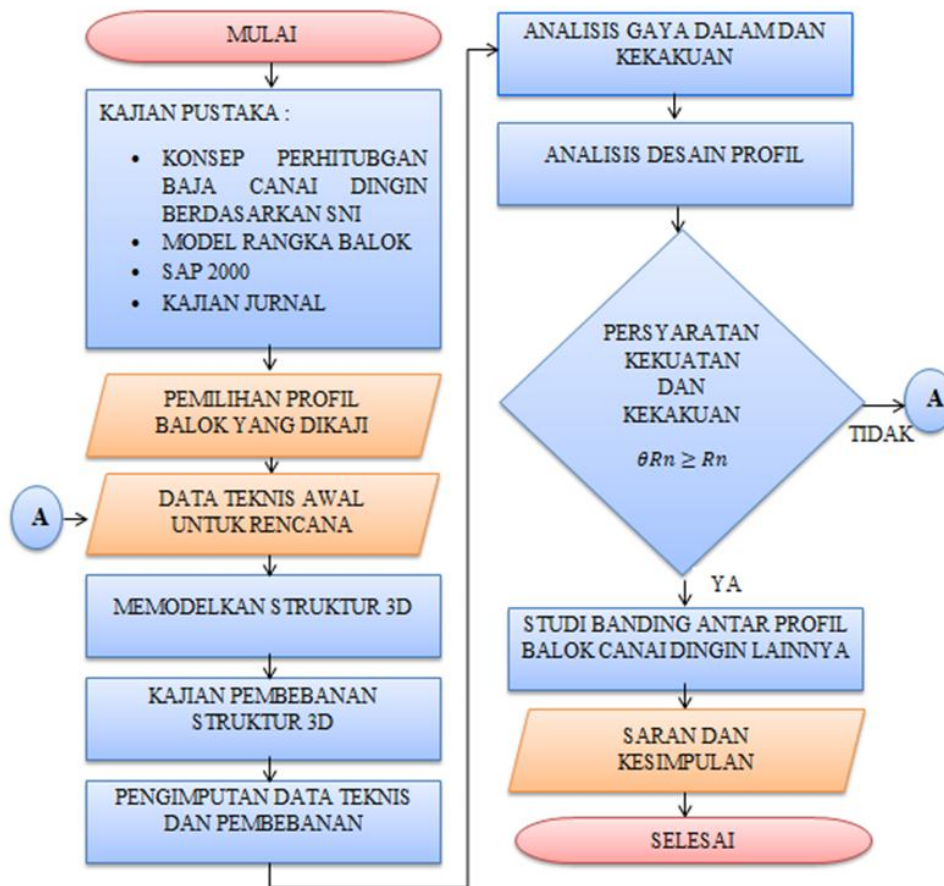 MULAI
KAJIAN PUSTAKA :
• KONSEP PERHITUBGAN
BAJA CANAI DINGIN
BERDASARKAN SNI
• MODEL RANGKA BALOK
• SAP 2000
• KAJIAN JURNAL
PEMILIHAN PROFIL
BALOK YANG DIKAJI
A
DATA TEKNIS AWAL
UNTUK RENCANA
MEMODELKAN STRUKTUR 3D
KAJIAN PEMBEBANAN
STRUKTUR 3D
PENGIMPUTAN DATA TEKNIS
DAN PEMBEBANAN
ANALISIS GAYA DALAM DAN
KEKAKUAN
ANALISIS DESAIN PROFIL
PERSYARATAN
KEKUATAN
DAN
KEKAKUAN
θRn ≥ Rn
A
TIDAK
YA
STUDI BANDING ANTAR PROFIL
BALOK CANAI DINGIN LAINNYA
SARAN DAN
KESIMPULAN
SELESAI